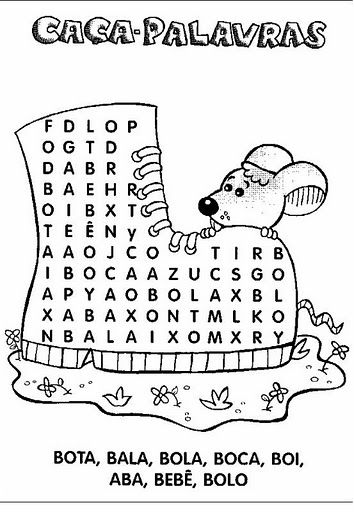 CAÇA-PALAVRAS
F D L O P
O G T D
D A B R
B A E H R
O I B X T
T E Ê N y
A A O J C O T I R B
I B O C A A Z U C S G O
A P Y A O B O L A X B L
X A B A X O N T M L K O
N B A L A I X O M X R Y
BOTA, BALA, BOLA, BOCA, BOI,
ABA, BEBÊ, BOLO